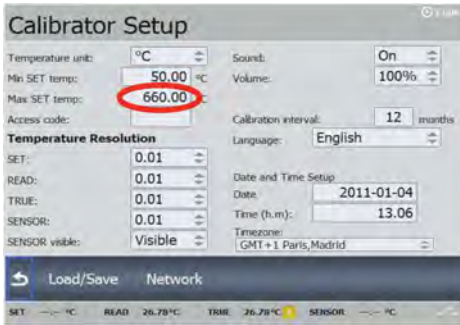 Calibrator Setup
Temperature unit: °C
Min SET temp: 50.00 °C
Max SET temp: 660.00 °C
Access code:
Temperature Resolution
SET: 0.01
READ: 0.01
TRUE: 0.01
SENSOR: 0.01
SENSOR visible: Visible
Sound: On
Volume: 100%
Calibration interval: 12 months
Language: English
Date and Time Setup
Date 2011-01-04
Time (h.m): 13.06
Timezone:
GMT+1 Paris,Madrid
Load/Save Network
SET --.-- °C READ 26.78°C TRUE 26.78°C SENSOR --.-- °C